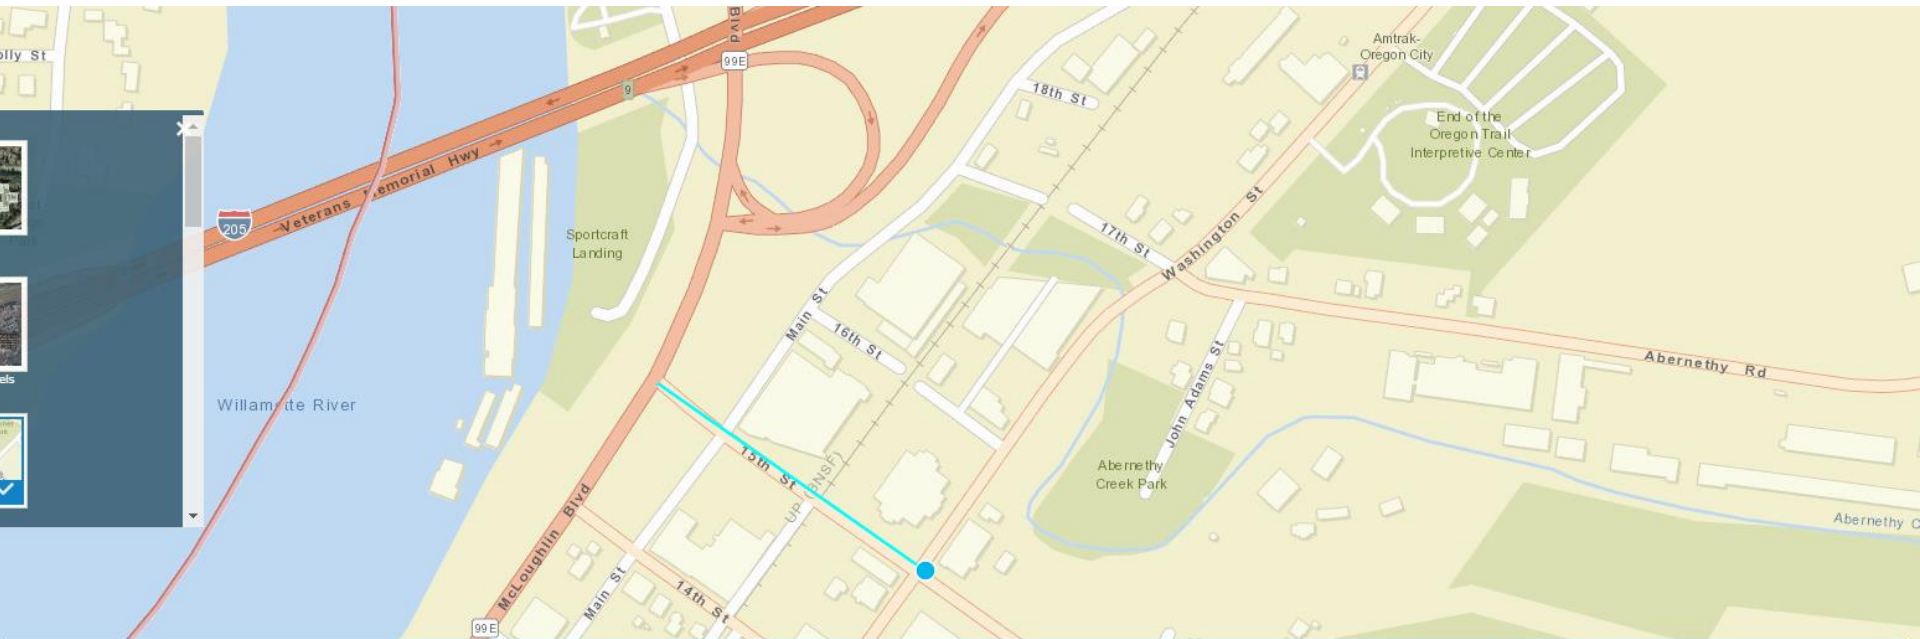 Blvd
99E
olly St
Amtrak-
Oregon City
9
18th St
End of the
Oregon Trail
Interpretive Center
Veterans Memorial Hwy
205
Sportcraft
Landing
17th St
Washington St
Main St
16th St
Abernethy Rd
John Adams St
els
Willamette River
15th St
UP (BNSF)
Abernethy
Creek Park
McLoughlin Blvd
Abernethy C
Main St
14th St
99E